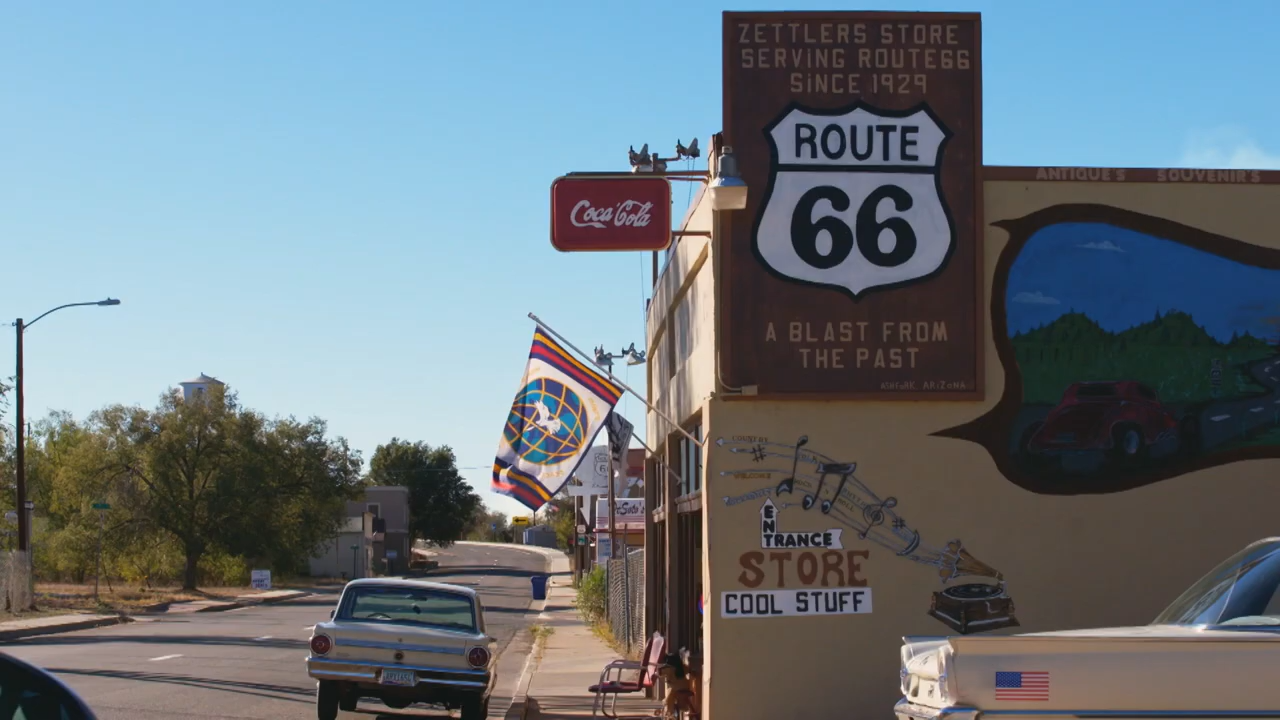 ZETTLERS STORE
SERVING ROUTE66
SINCE 1929
ROUTE
66
A BLAST FROM
THE PAST
ASHFORK, ARIZONA
Coca-Cola
ANTIQUE'S SOUVENIR'S
ENTRANCE
STORE
COOL STUFF